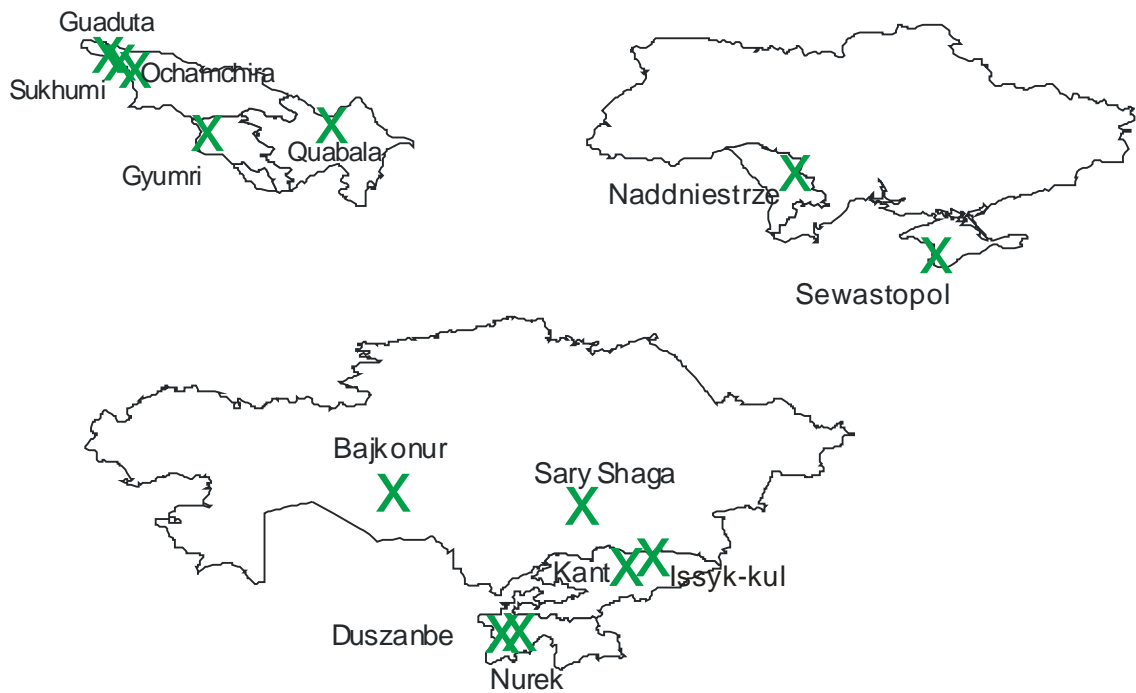 Guaduta
Ochamchira
Sukhumi
Quabala
Gyumri
Naddniestrze
Sewastopol
Bajkonur
Sary Shaga
Kant
Issyk-kul
Duszanbe
Nurek